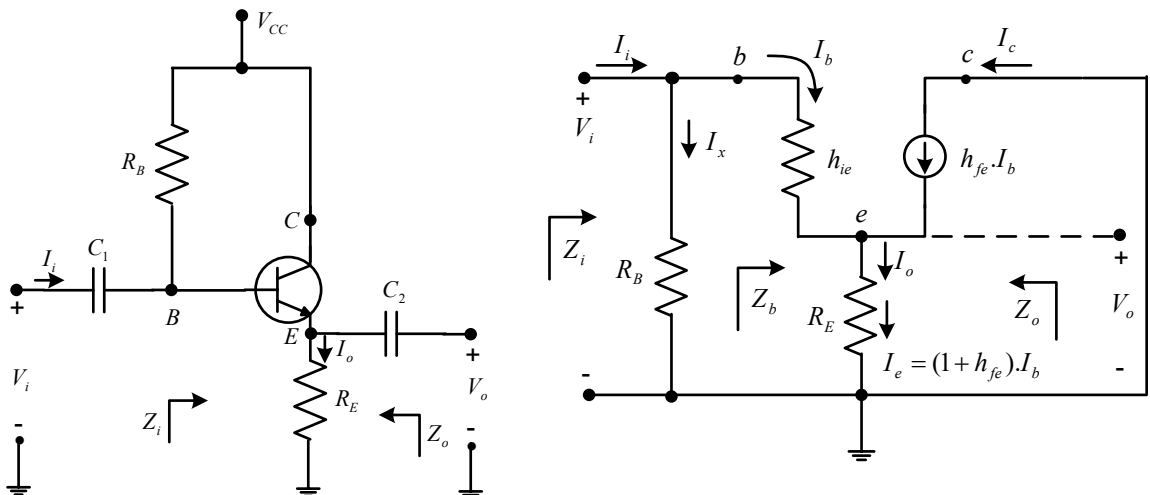 V_CC
R_B
C
I_i
C_1
B
C_2
E
I_o
+
+
V_i
R_E
V_o
Z_i
Z_o
-
-
I_i
b
I_b
c
I_c
+
V_i
I_x
h_ie
h_fe.I_b
e
Z_i
R_B
Z_b
I_o
+
R_E
Z_o
V_o
I_e = (1 + h_fe).I_b
-
-